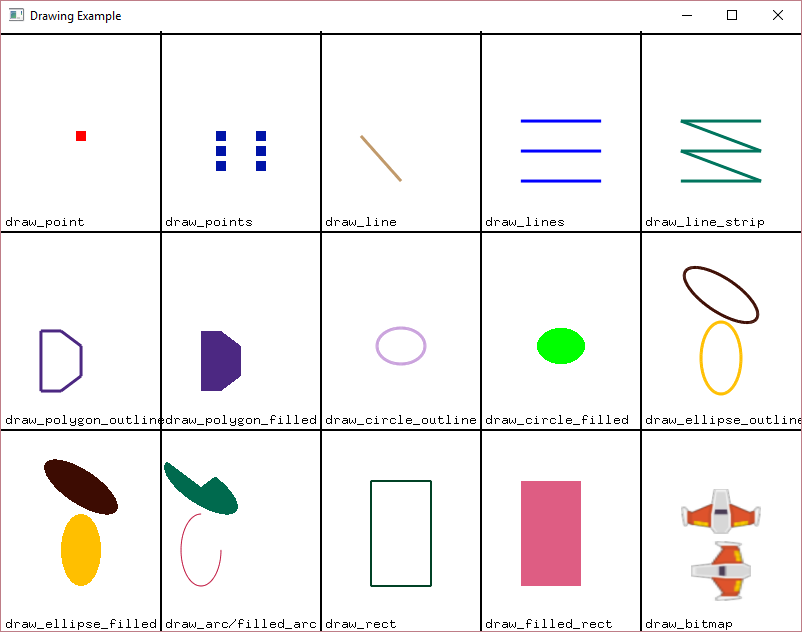 Drawing Example
draw_point
draw_points
draw_line
draw_lines
draw_line_strip
draw_polygon_outline
draw_polygon_filled
draw_circle_outline
draw_circle_filled
draw_ellipse_outline
draw_ellipse_filled
draw_arc/filled_arc
draw_rect
draw_filled_rect
draw_bitmap